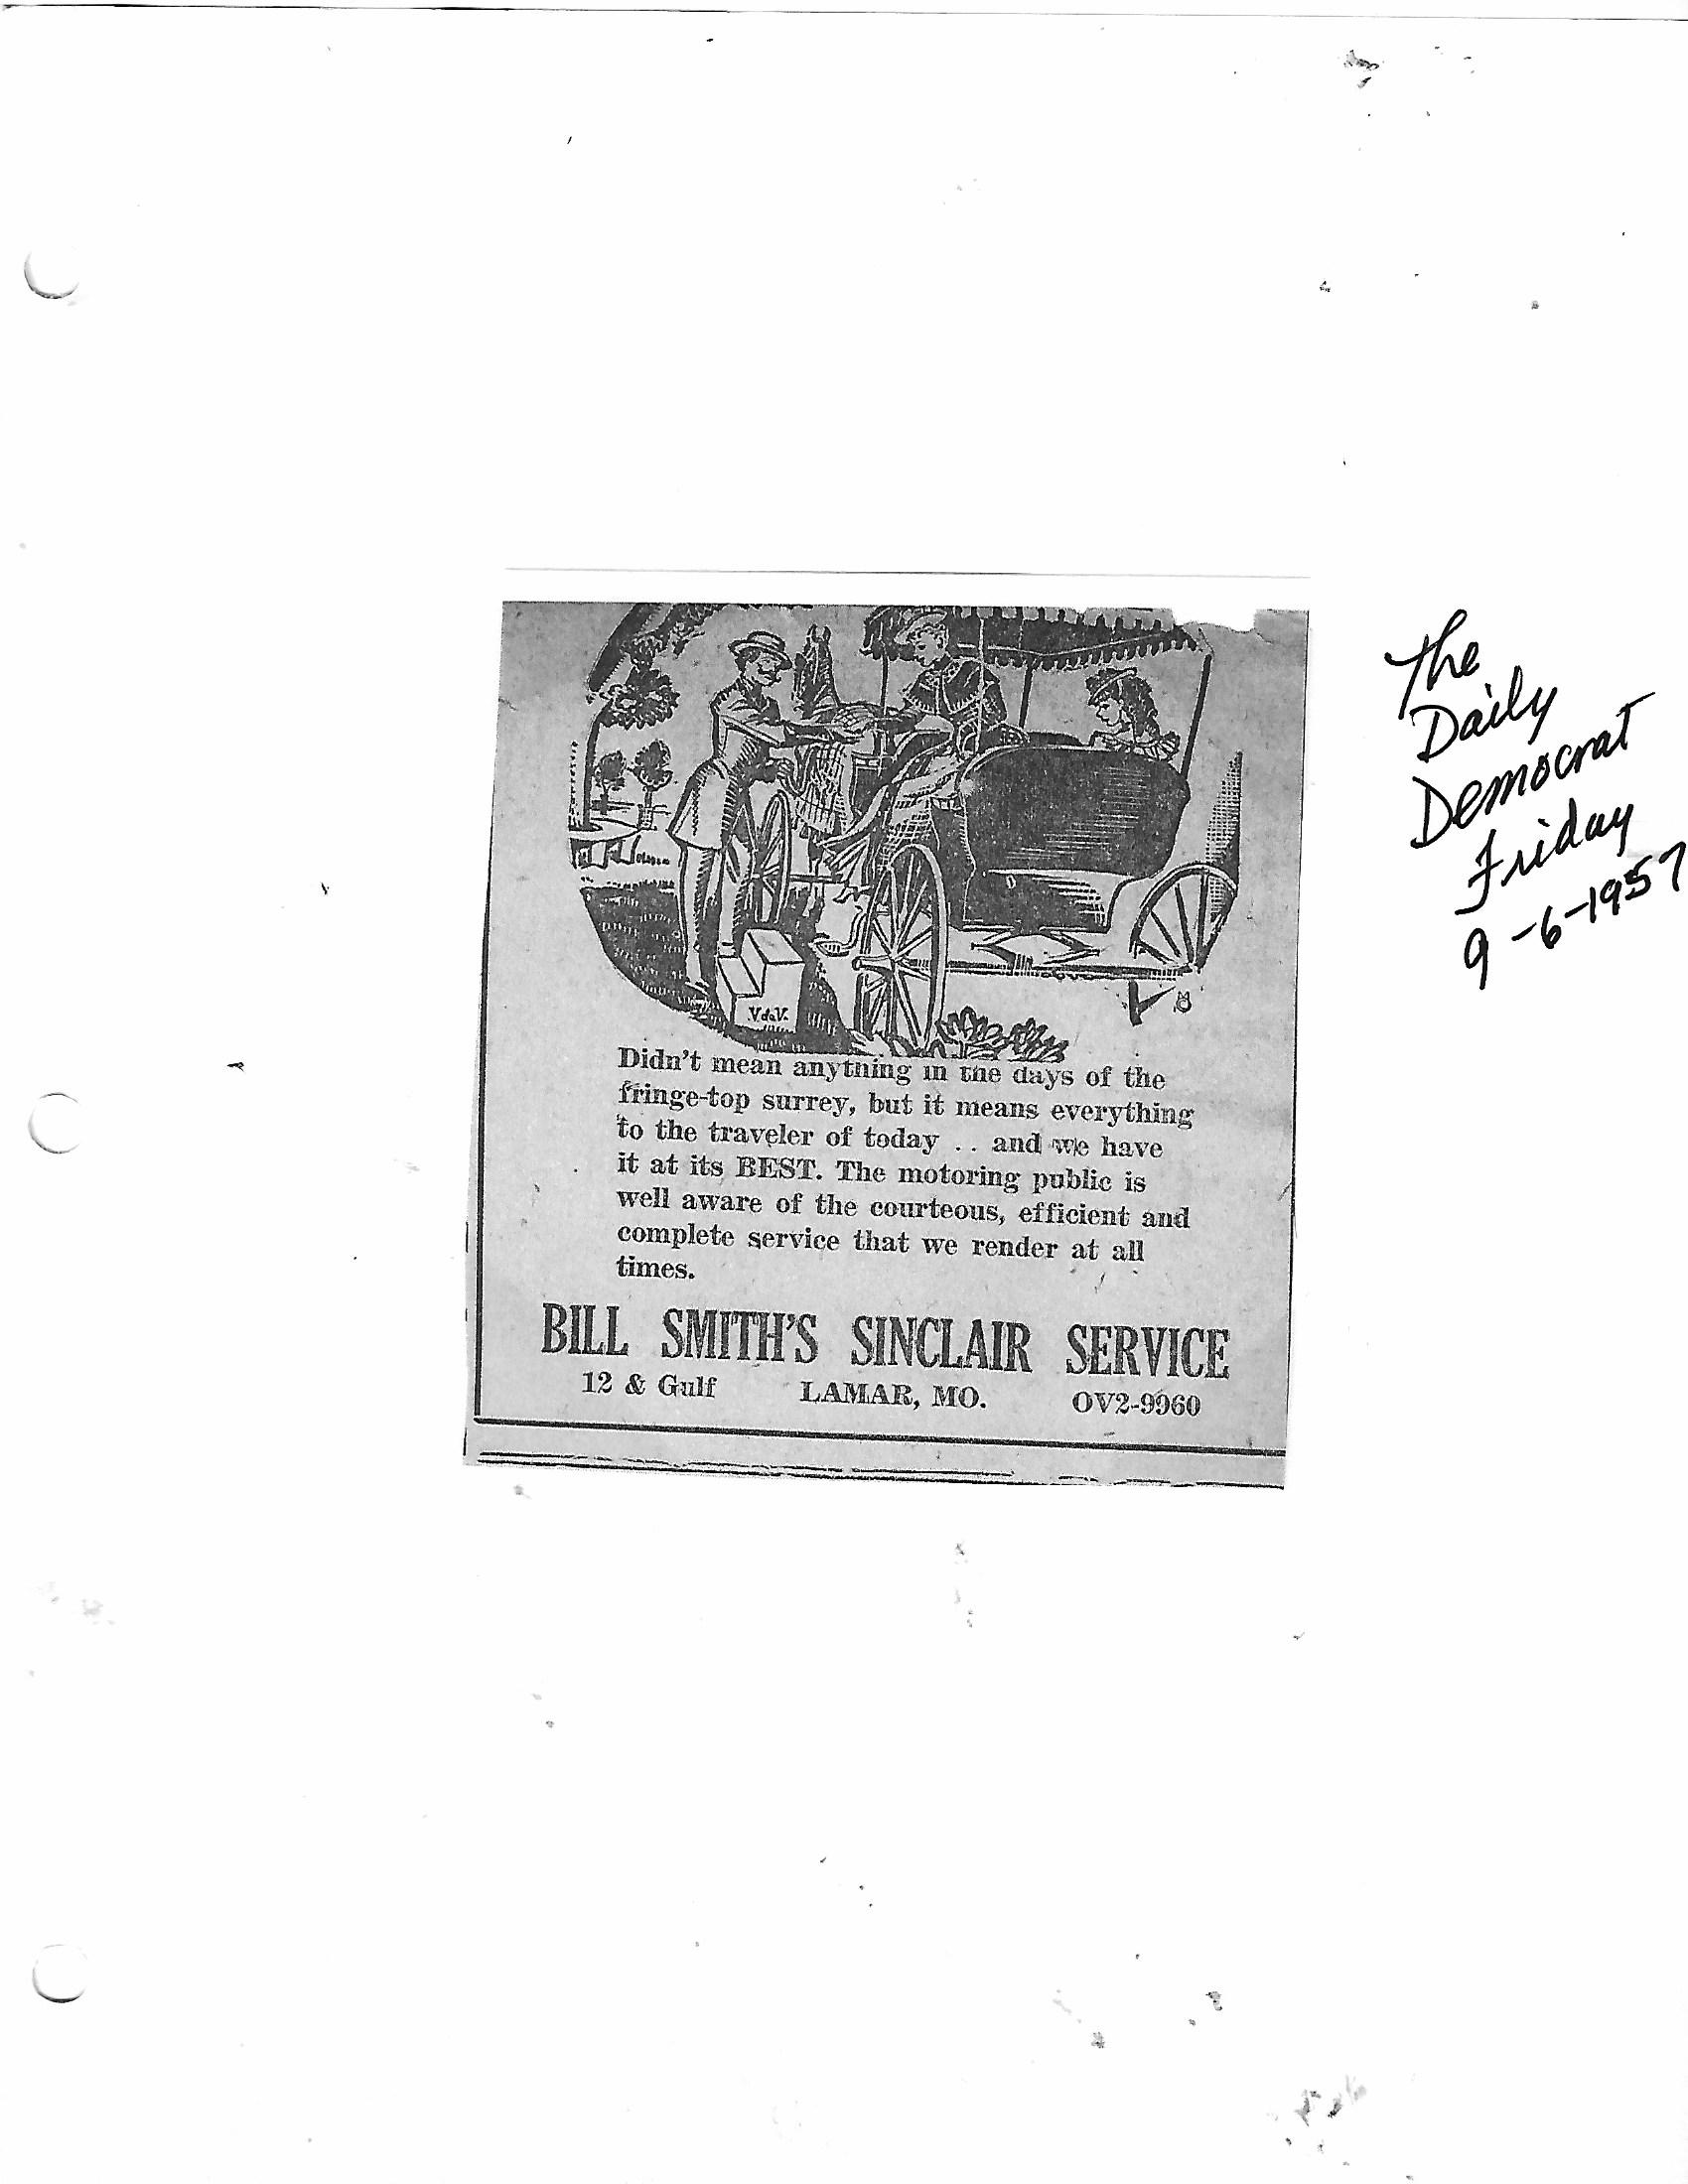 The
Daily
Democrat
Friday
9-6-1957
V de V.
Didn't mean anything in the days of the
fringe-top surrey, but it means everything
to the traveler of today . . and we have
it at its BEST. The motoring public is
well aware of the courteous, efficient and
complete service that we render at all
times.
BILL SMITH'S SINCLAIR SERVICE
12 & Gulf LAMAR, MO. OV2-9960